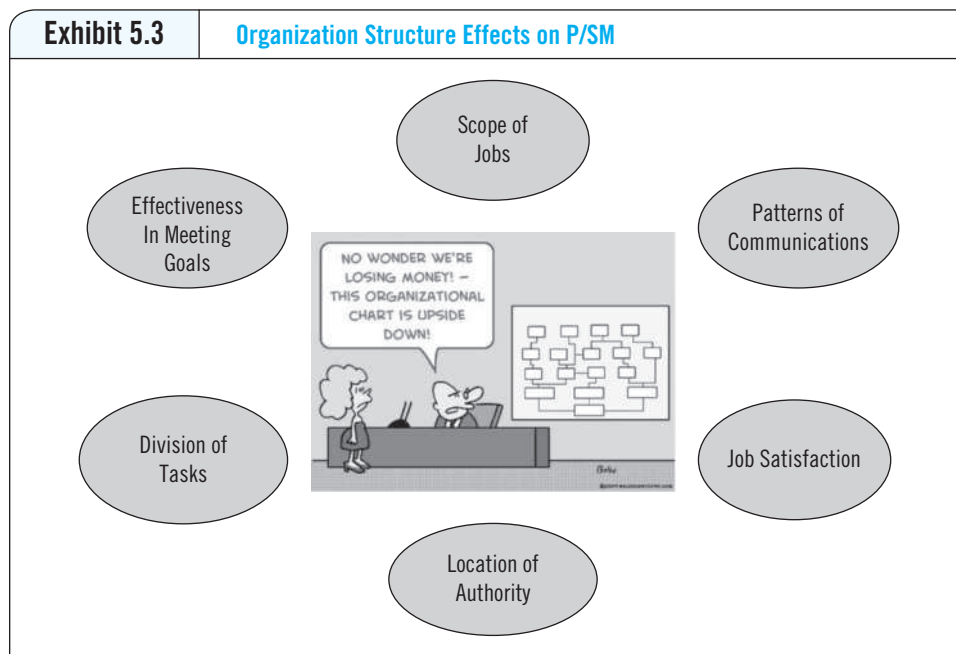 Exhibit 5.3
Organization Structure Effects on P/SM
Scope of
Jobs
Effectiveness
In Meeting
Goals
Patterns of
Communications
NO WONDER WE'RE
LOSING MONEY! –
THIS ORGANIZATIONAL
CHART IS UPSIDE
DOWN!
Division of
Tasks
Job Satisfaction
Location of
Authority